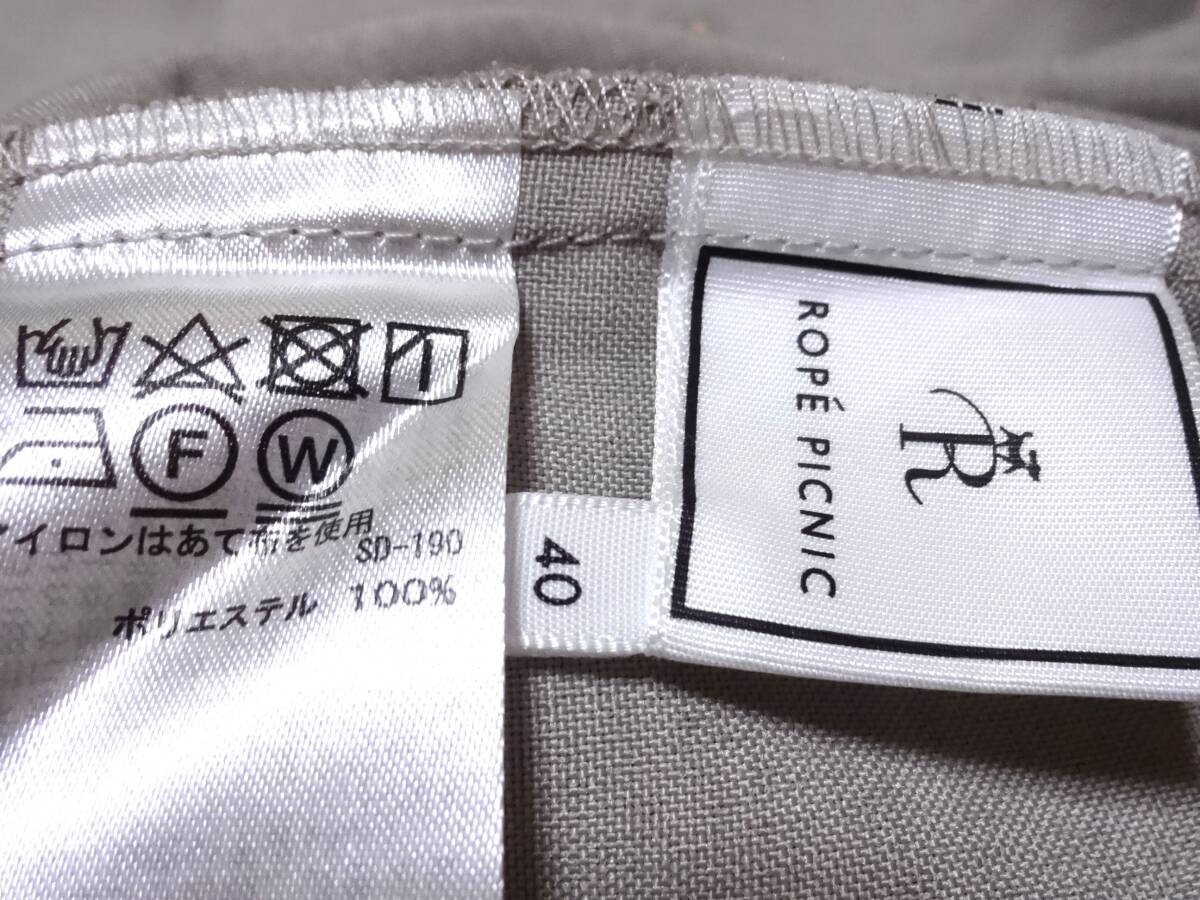 F W
アイロンはあて布を使用
SD-190
ポリエステル 100%
40
R
ROPÉ PICNIC